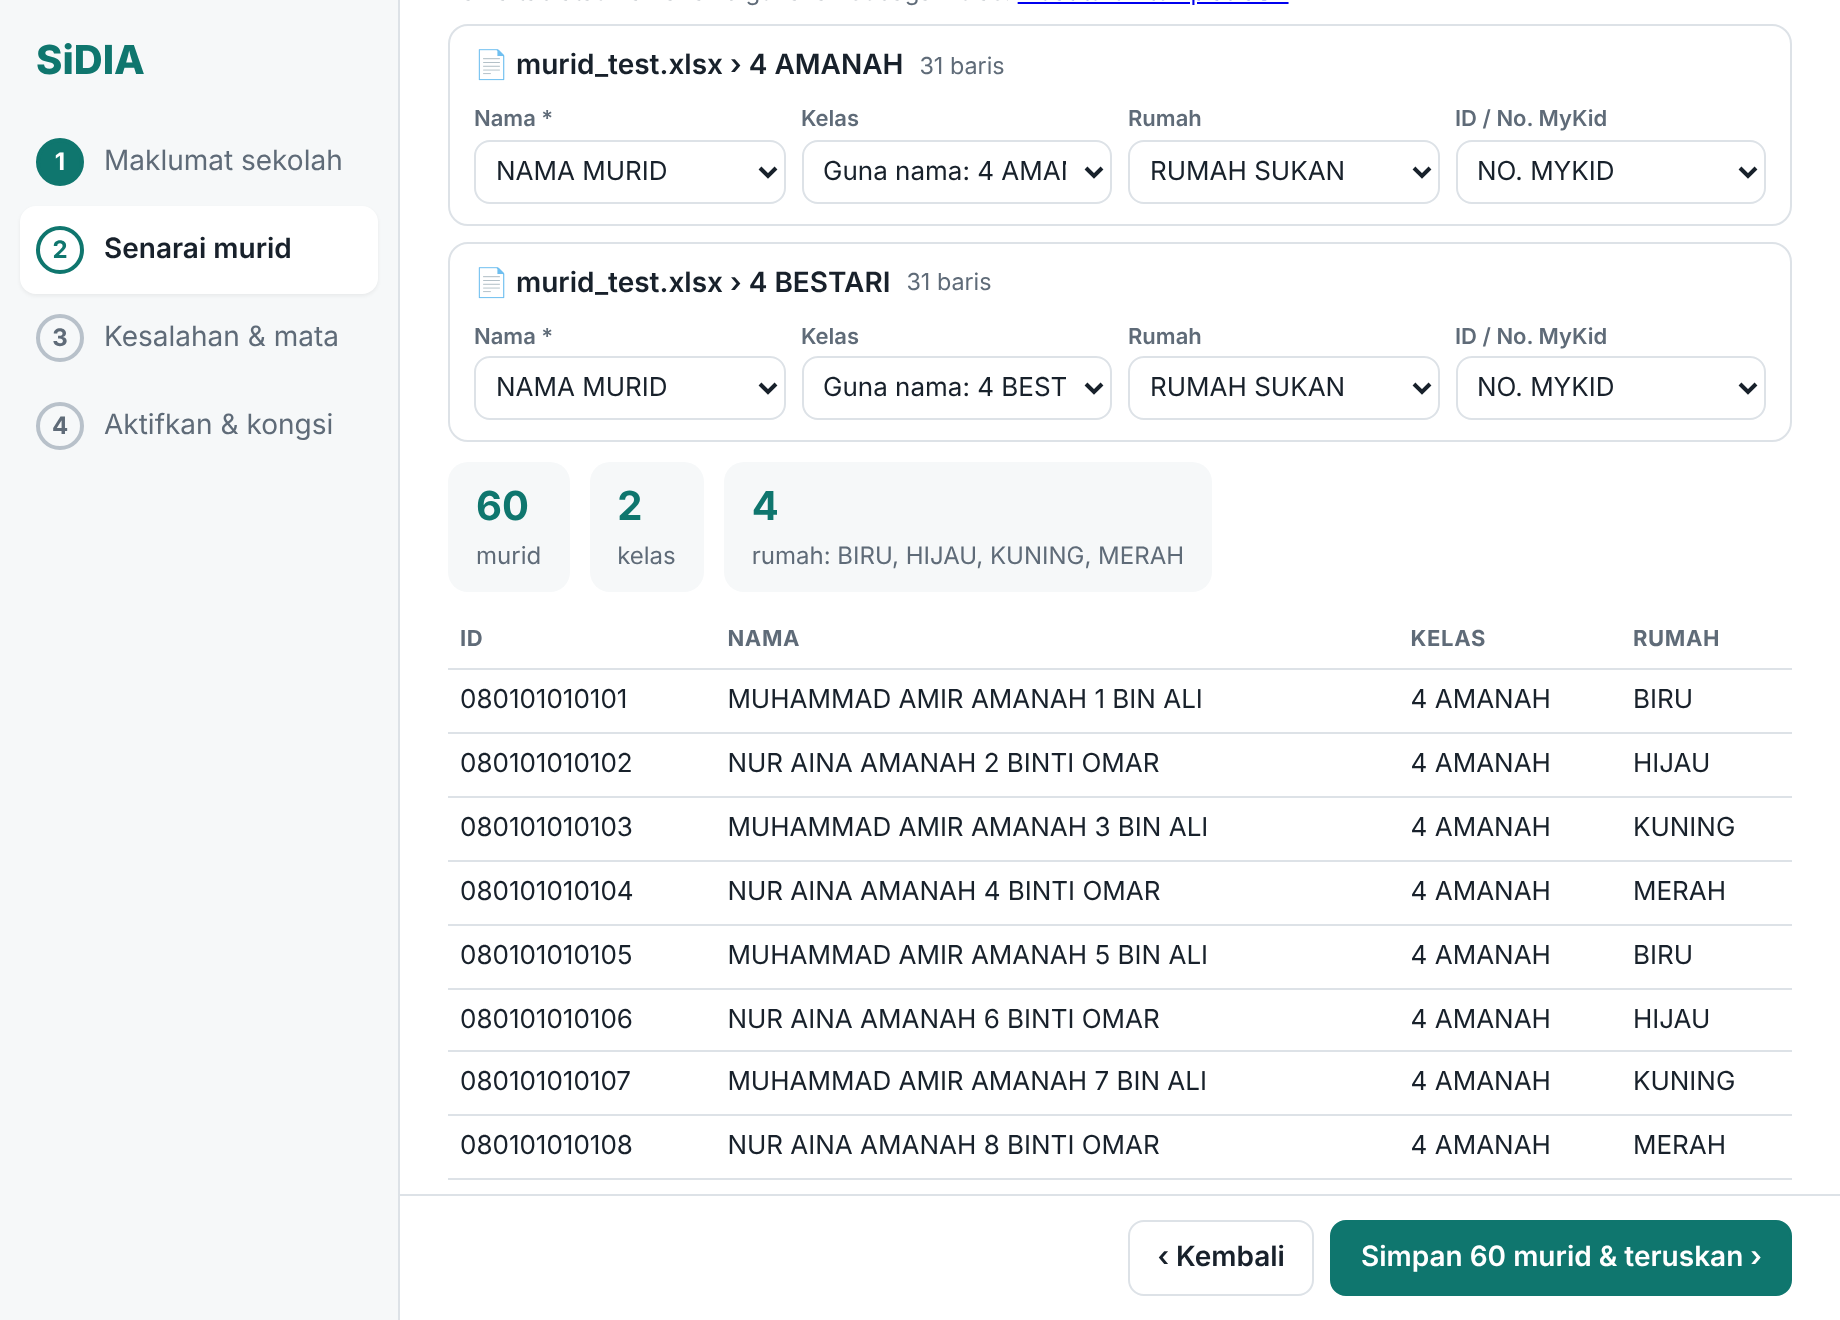 SiDIA
1 Maklumat sekolah
2 Senarai murid
3 Kesalahan & mata
4 Aktifkan & kongsi
murid_test.xlsx › 4 AMANAH 31 baris
Nama * Kelas Rumah ID / No. MyKid
NAMA MURID Guna nama: 4 AMA RUMAH SUKAN NO. MYKID
murid_test.xlsx › 4 BESTARI 31 baris
Nama * Kelas Rumah ID / No. MyKid
NAMA MURID Guna nama: 4 BEST RUMAH SUKAN NO. MYKID
60 2 4
murid kelas rumah: BIRU, HIJAU, KUNING, MERAH
ID NAMA KELAS RUMAH
080101010101 MUHAMMAD AMIR AMANAH 1 BIN ALI 4 AMANAH BIRU
080101010102 NUR AINA AMANAH 2 BINTI OMAR 4 AMANAH HIJAU
080101010103 MUHAMMAD AMIR AMANAH 3 BIN ALI 4 AMANAH KUNING
080101010104 NUR AINA AMANAH 4 BINTI OMAR 4 AMANAH MERAH
080101010105 MUHAMMAD AMIR AMANAH 5 BIN ALI 4 AMANAH BIRU
080101010106 NUR AINA AMANAH 6 BINTI OMAR 4 AMANAH HIJAU
080101010107 MUHAMMAD AMIR AMANAH 7 BIN ALI 4 AMANAH KUNING
080101010108 NUR AINA AMANAH 8 BINTI OMAR 4 AMANAH MERAH
‹ Kembali Simpan 60 murid & teruskan ›